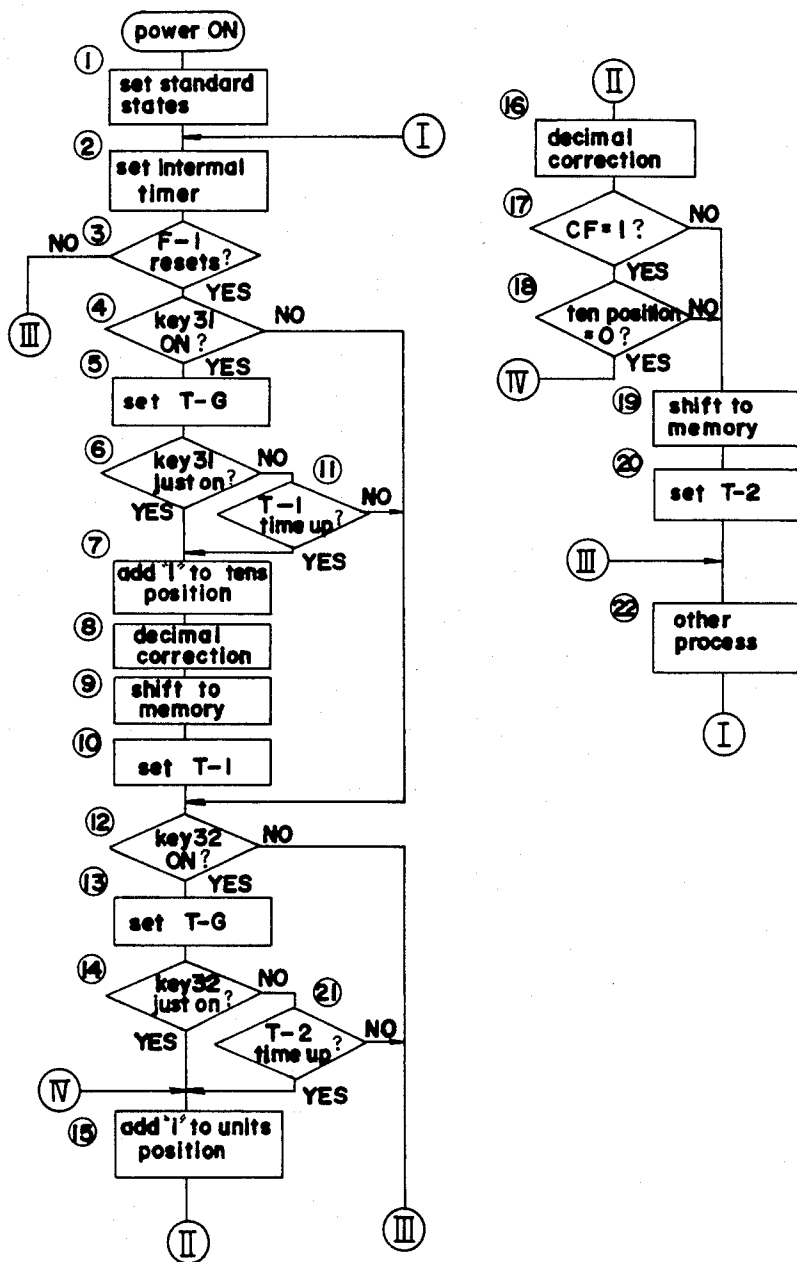 power ON
①
set standard
states
I
②
set internal
timer
③
NO
F-1
resets?
YES
III
④
key31
ON?
NO
YES
⑤
set T-G
⑥
key31
just on?
NO
YES
⑪
T-1
time up?
NO
YES
⑦
add "1" to tens
position
⑧
decimal
correction
⑨
shift to
memory
⑩
set T-1
⑫
key32
ON?
NO
YES
⑬
set T-G
⑭
key32
just on?
NO
YES
㉑
T-2
time up?
NO
YES
IV
⑮
add "1" to units
position
II
III
II
⑯
decimal
correction
⑰
CF=1?
NO
YES
⑱
ten position
=0?
NO
YES
IV
⑲
shift to
memory
⑳
set T-2
III
㉒
other
process
I